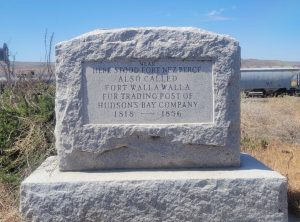 NEAR
HERE STOOD FORT NEZ PERCE
ALSO CALLED
FORT WALLA WALLA
FUR TRADING POST OF
HUDSON'S BAY COMPANY
1818 — 1856